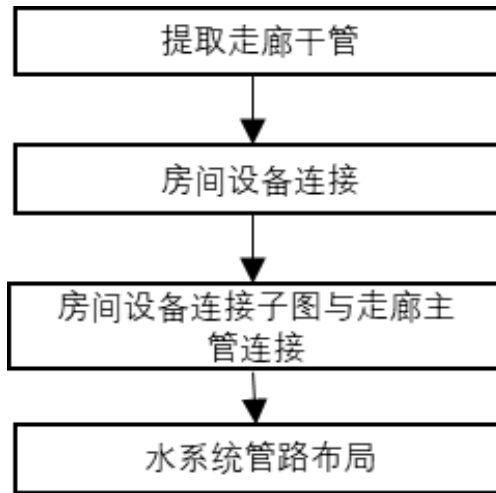 提取走廊干管
房间设备连接
房间设备连接子图与走廊主
管连接
水系统管路布局